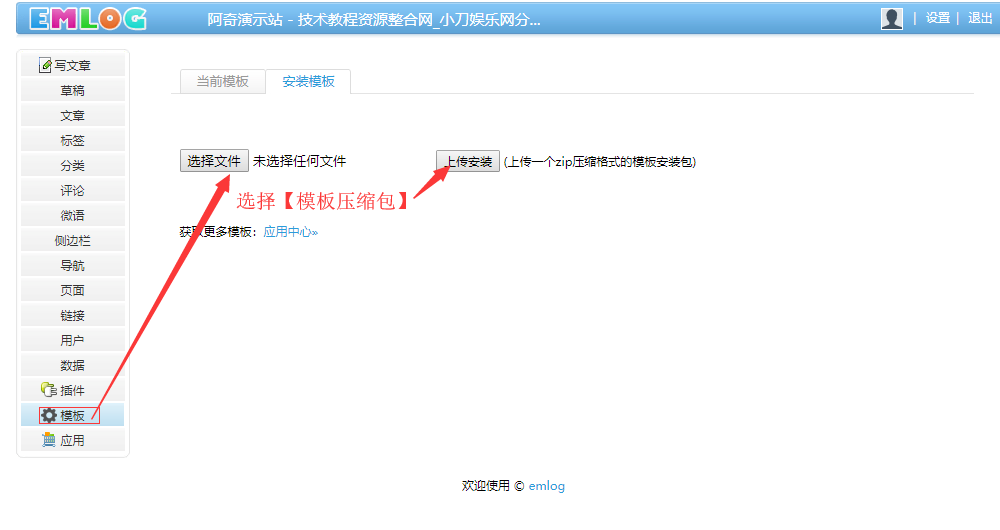 EMLOG 阿奇演示站 - 技术教程资源整合网_小刀娱乐网分... | 设置 | 退出
写文章
草稿
文章
标签
分类
评论
微语
侧边栏
导航
页面
链接
用户
数据
插件
模板
应用
当前模板 安装模板
选择文件 未选择任何文件 上传安装 (上传一个zip压缩格式的模板安装包)
选择【模板压缩包】
获取更多模板：应用中心»
欢迎使用 © emlog